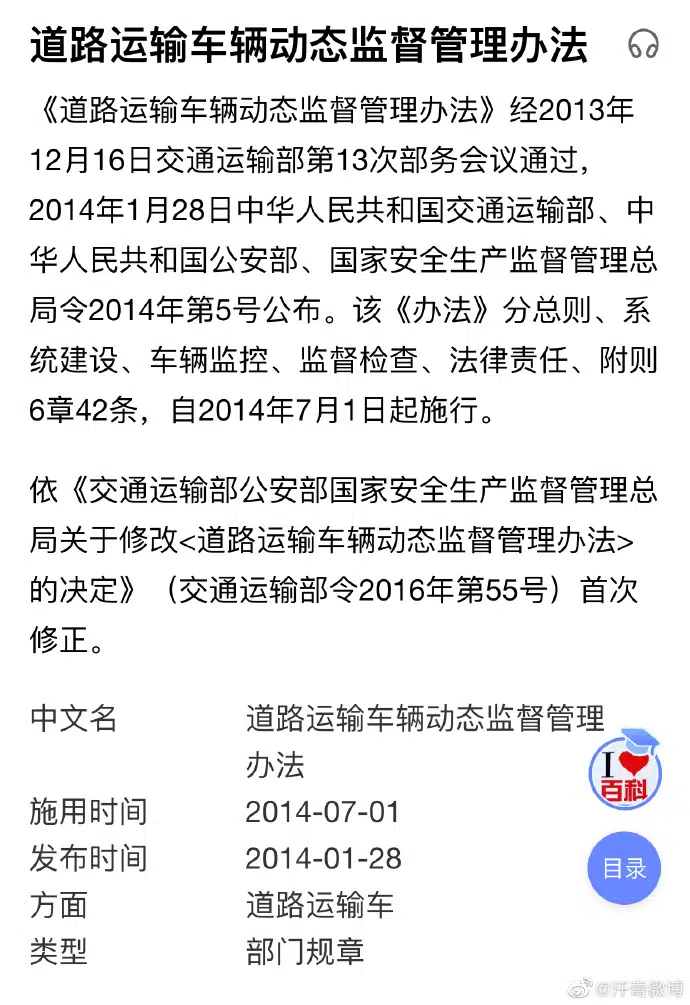 道路运输车辆动态监督管理办法
《道路运输车辆动态监督管理办法》经2013年
12月16日交通运输部第13次部务会议通过，
2014年1月28日中华人民共和国交通运输部、中
华人民共和国公安部、国家安全生产监督管理总
局令2014年第5号公布。该《办法》分总则、系
统建设、车辆监控、监督检查、法律责任、附则
6章42条，自2014年7月1日起施行。
依《交通运输部公安部国家安全生产监督管理总
局关于修改<道路运输车辆动态监督管理办法>
的决定》（交通运输部令2016年第55号）首次
修正。
中文名 道路运输车辆动态监督管理
办法
施用时间 2014-07-01
发布时间 2014-01-28
方面 道路运输车
类型 部门规章
I
百科
目录
@汗青微博